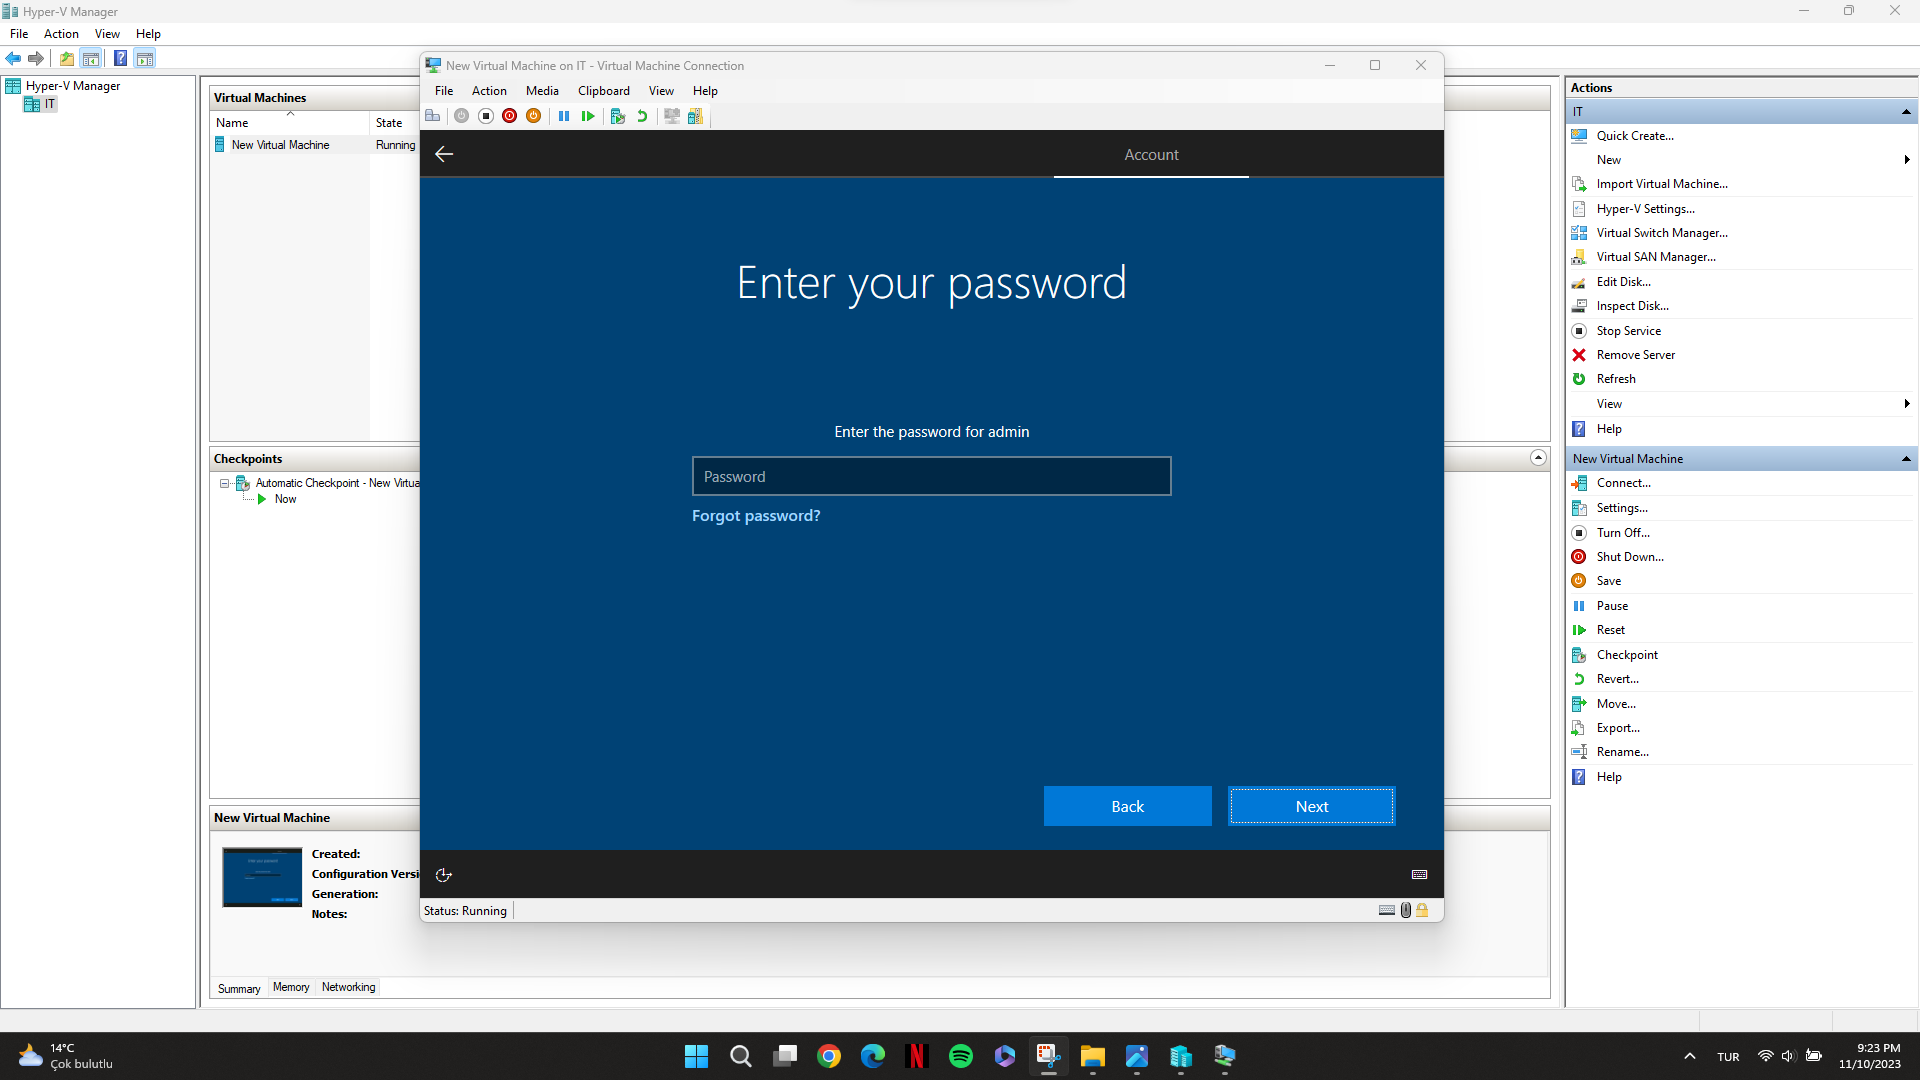 Hyper-V Manager
File Action View Help
Hyper-V Manager
IT
Virtual Machines
Name State
New Virtual Machine Running
Checkpoints
Automatic Checkpoint - New Virtua
Now
New Virtual Machine
Created:
Configuration Versi
Generation:
Notes:
Summary Memory Networking
New Virtual Machine on IT - Virtual Machine Connection
File Action Media Clipboard View Help
Account
Enter your password
Enter the password for admin
Password
Forgot password?
Back Next
Status: Running
Actions
IT
Quick Create...
New
Import Virtual Machine...
Hyper-V Settings...
Virtual Switch Manager...
Virtual SAN Manager...
Edit Disk...
Inspect Disk...
Stop Service
Remove Server
Refresh
View
Help
New Virtual Machine
Connect...
Settings...
Turn Off...
Shut Down...
Save
Pause
Reset
Checkpoint
Revert...
Move...
Export...
Rename...
Help
14°C
Çok bulutlu
TUR
9:23 PM
11/10/2023